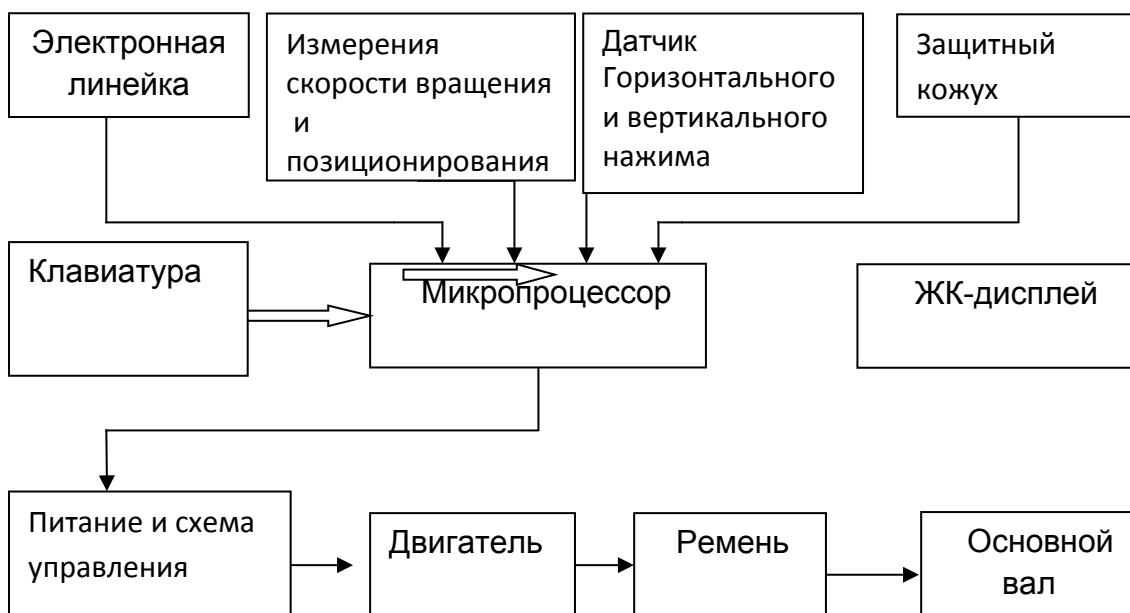 Электронная
линейка
Измерения
скорости вращения
и
позиционирования
Датчик
Горизонтального
и вертикального
нажима
Защитный
кожух
Клавиатура
Микропроцессор
ЖК-дисплей
Питание и схема
управления
Двигатель
Ремень
Основной
вал